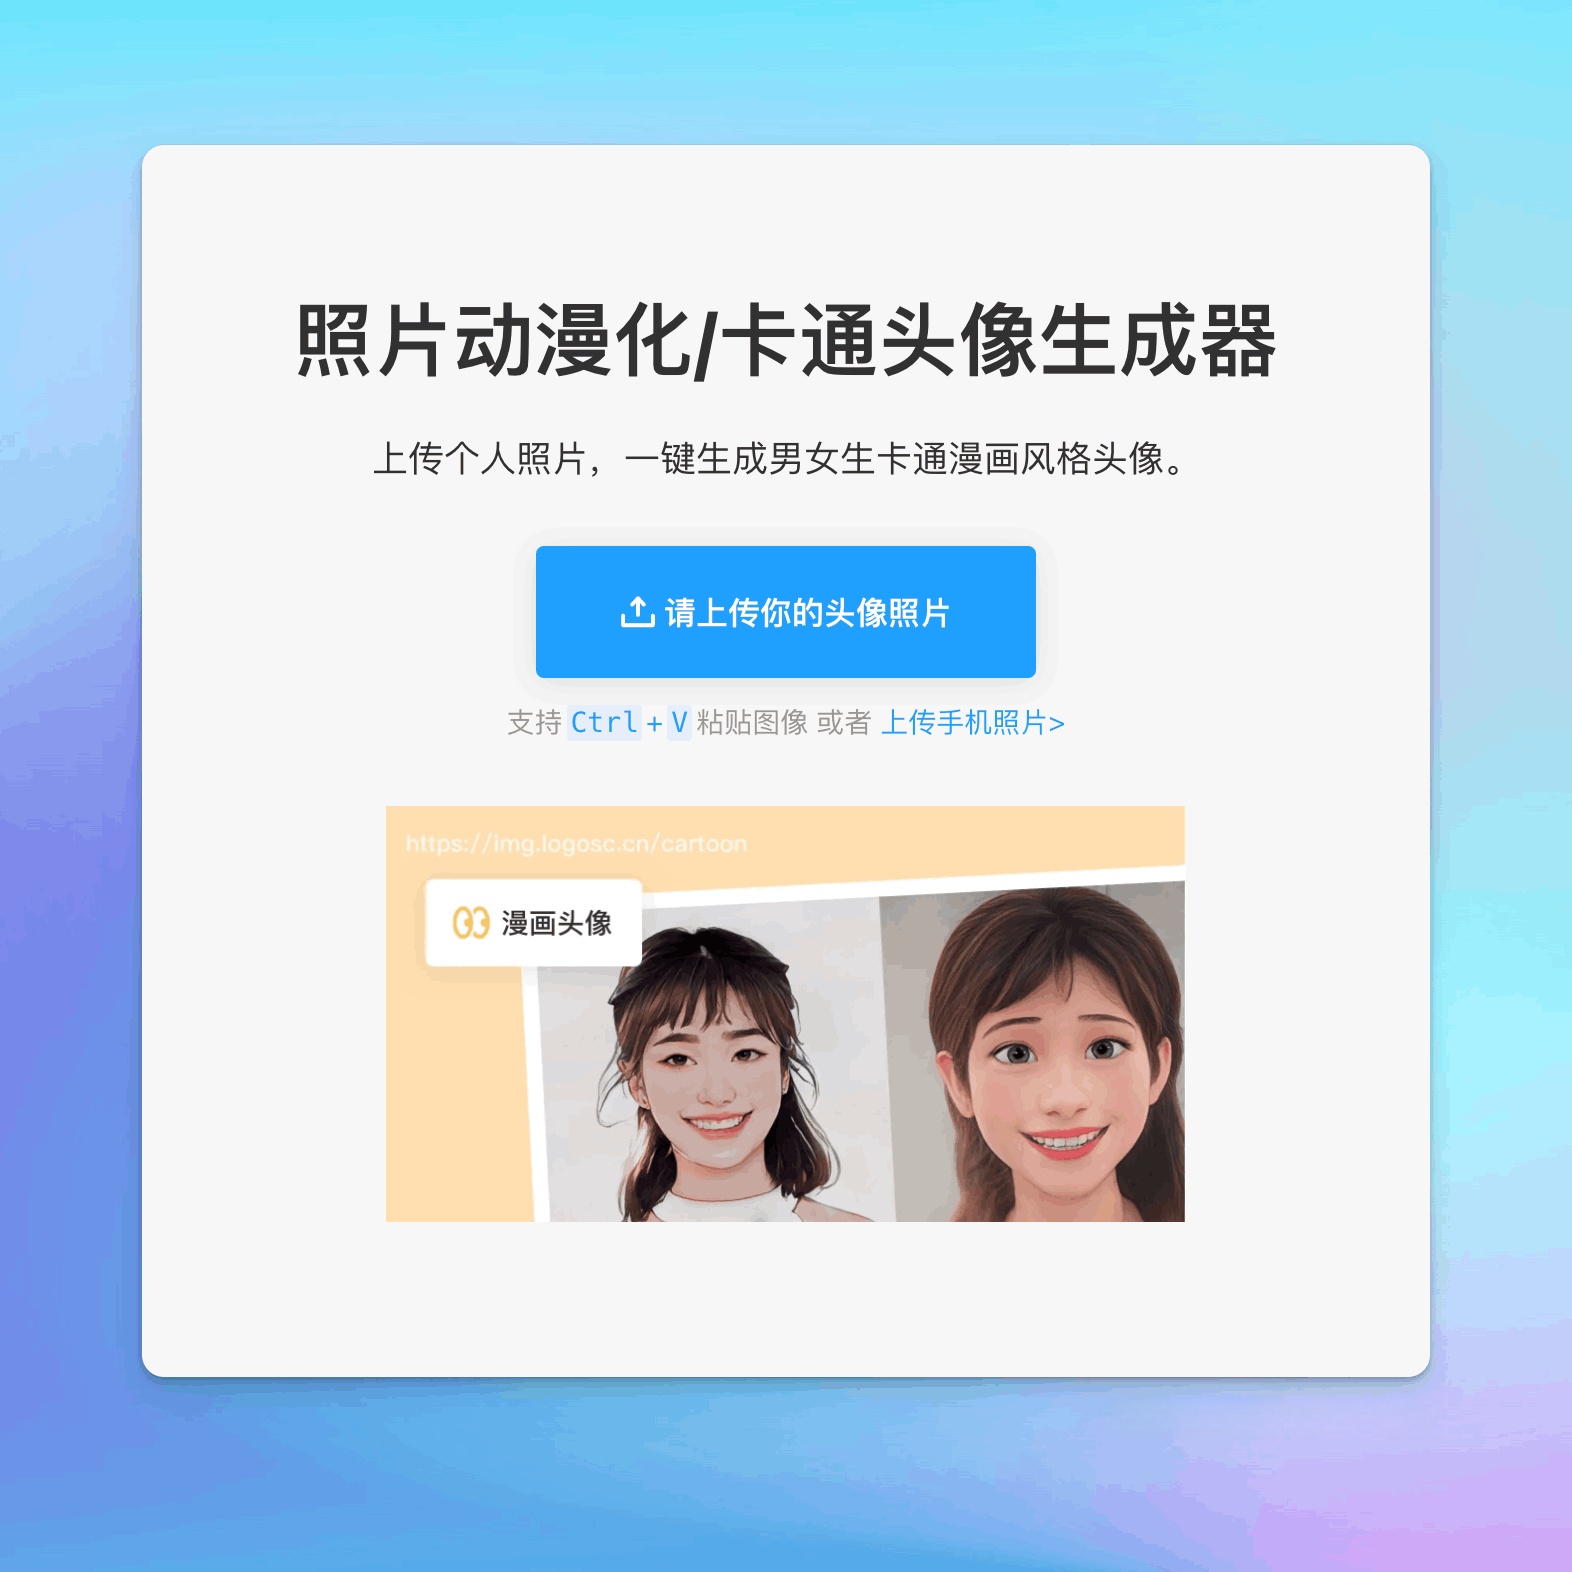 照片动漫化/卡通头像生成器
上传个人照片，一键生成男女生卡通漫画风格头像。
请上传你的头像照片
支持 Ctrl + V 粘贴图像 或者 上传手机照片>
https://img.logosc.cn/cartoon
漫画头像